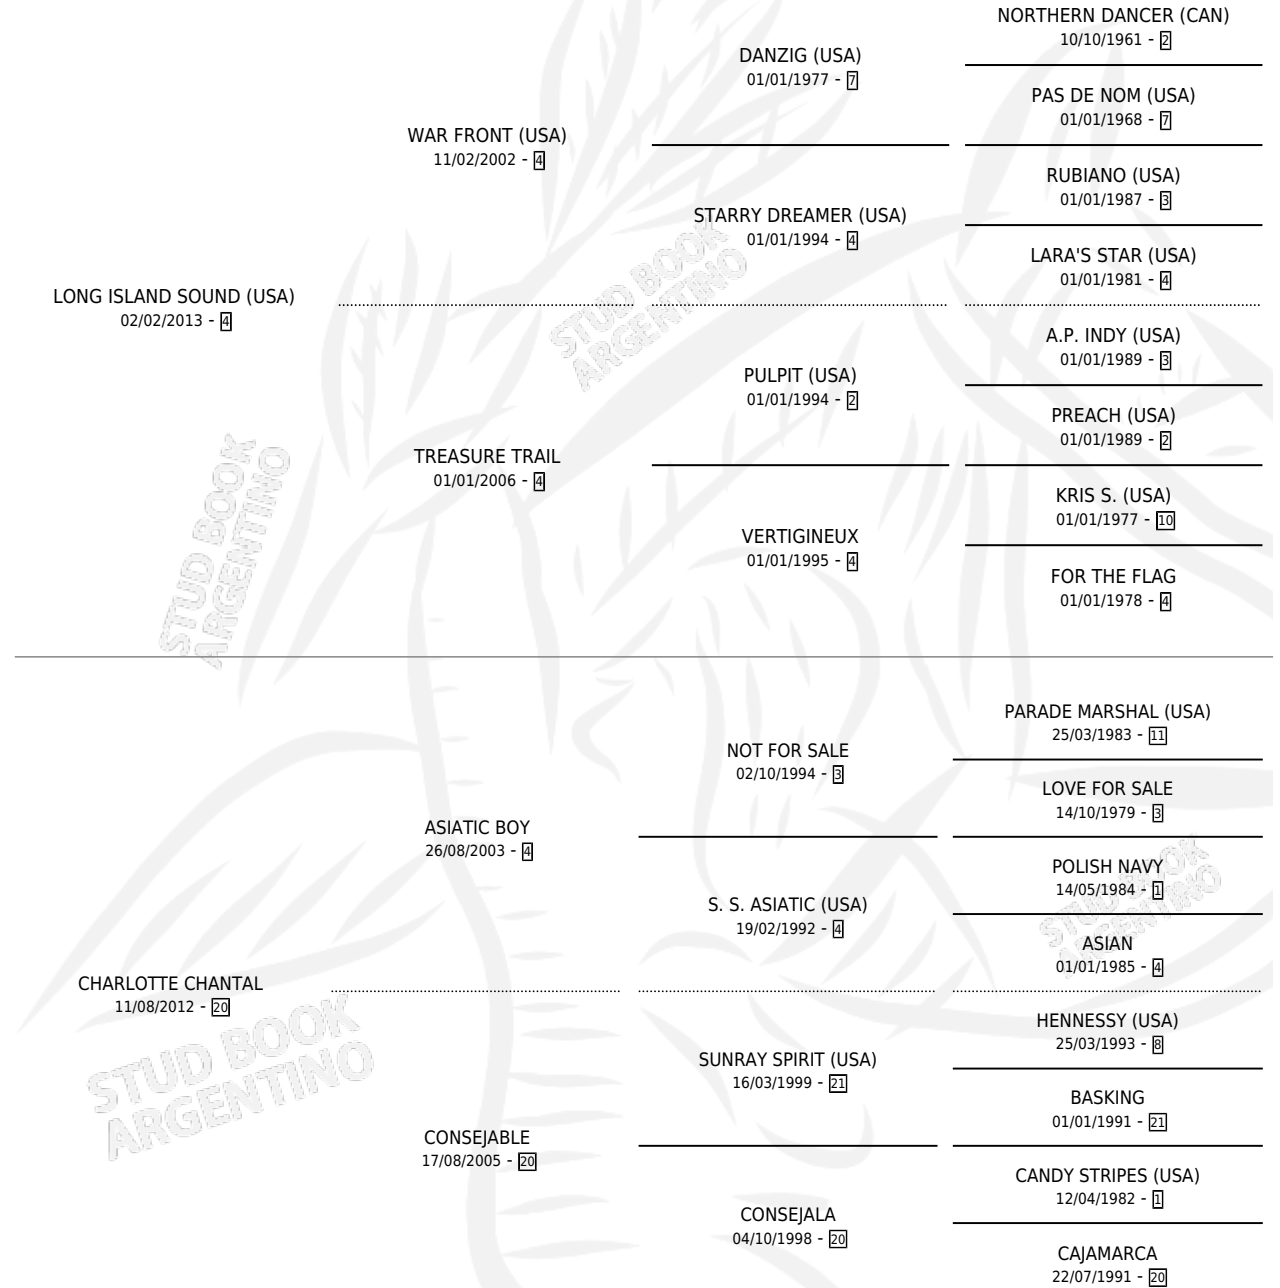 NORTHERN DANCER (CAN)
10/10/1961 - 2
DANZIG (USA)
01/01/1977 - 7
PAS DE NOM (USA)
01/01/1968 - 7
WAR FRONT (USA)
11/02/2002 - 4
RUBIANO (USA)
01/01/1987 - 3
STARRY DREAMER (USA)
01/01/1994 - 4
LARA'S STAR (USA)
01/01/1981 - 4
LONG ISLAND SOUND (USA)
02/02/2013 - 4
A.P. INDY (USA)
01/01/1989 - 3
PULPIT (USA)
01/01/1994 - 2
PREACH (USA)
01/01/1989 - 2
TREASURE TRAIL
01/01/2006 - 4
KRIS S. (USA)
01/01/1977 - 10
VERTIGINEUX
01/01/1995 - 4
FOR THE FLAG
01/01/1978 - 4
PARADE MARSHAL (USA)
25/03/1983 - 11
NOT FOR SALE
02/10/1994 - 3
LOVE FOR SALE
14/10/1979 - 3
ASIATIC BOY
26/08/2003 - 4
POLISH NAVY
14/05/1984 - 1
S. S. ASIATIC (USA)
19/02/1992 - 4
ASIAN
01/01/1985 - 4
CHARLOTTE CHANTAL
11/08/2012 - 20
HENNESSY (USA)
25/03/1993 - 8
SUNRAY SPIRIT (USA)
16/03/1999 - 21
BASKING
01/01/1991 - 21
CONSEJABLE
17/08/2005 - 20
CANDY STRIPES (USA)
12/04/1982 - 1
CONSEJALA
04/10/1998 - 20
CAJAMARCA
22/07/1991 - 20
STUD BOOK
ARGENTINO
STUD BOOK
ARGENTINO
STUD BOOK
ARGENTINO
STUD BOOK
ARGENTINO